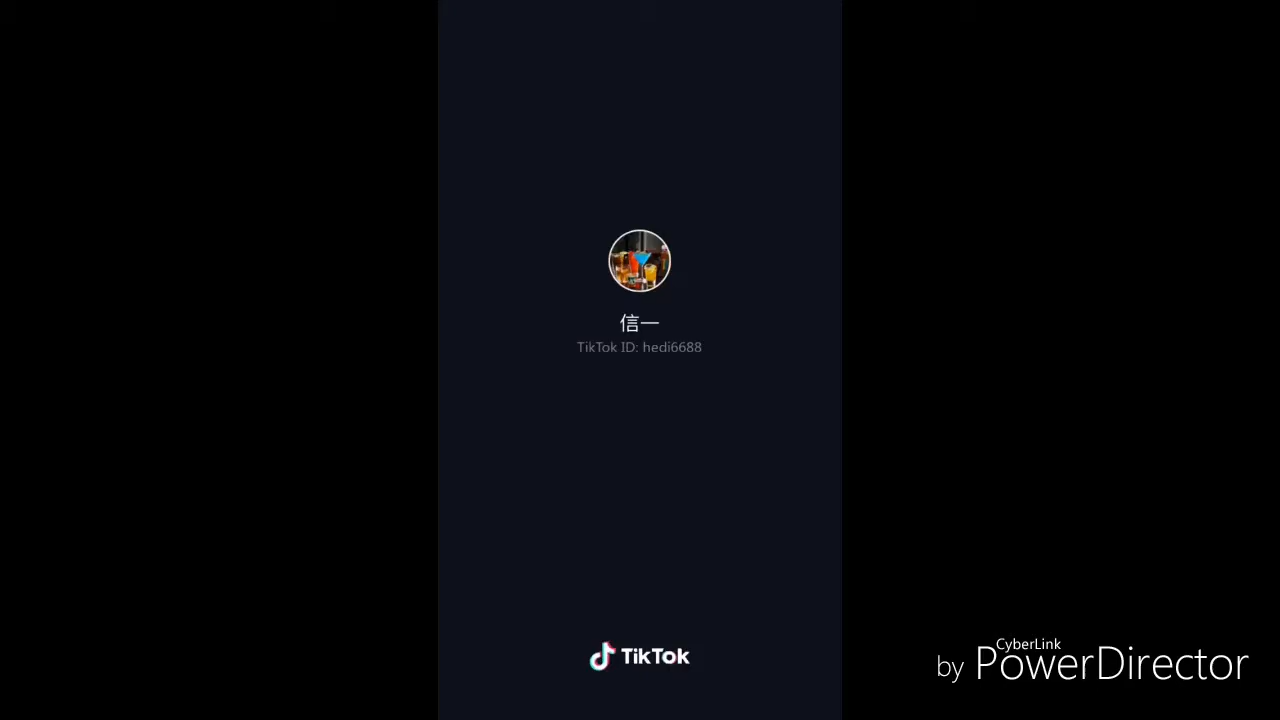 信一
TikTok ID: hedi6688
TikTok
CyberLink
by PowerDirector